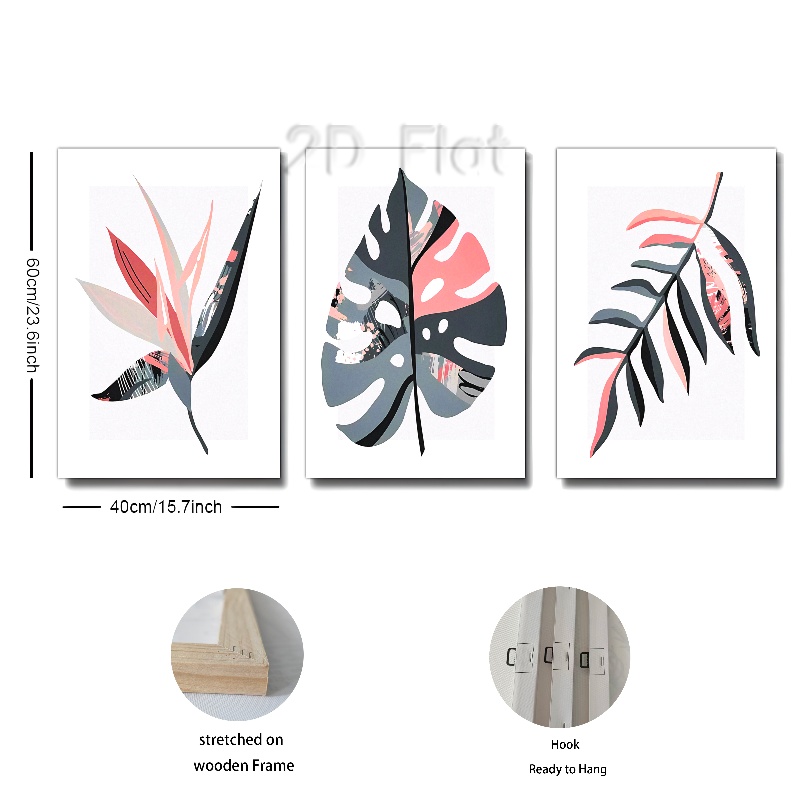 2D Flat
60cm/23.6inch
40cm/15.7inch
stretched on
wooden Frame
Hook
Ready to Hang